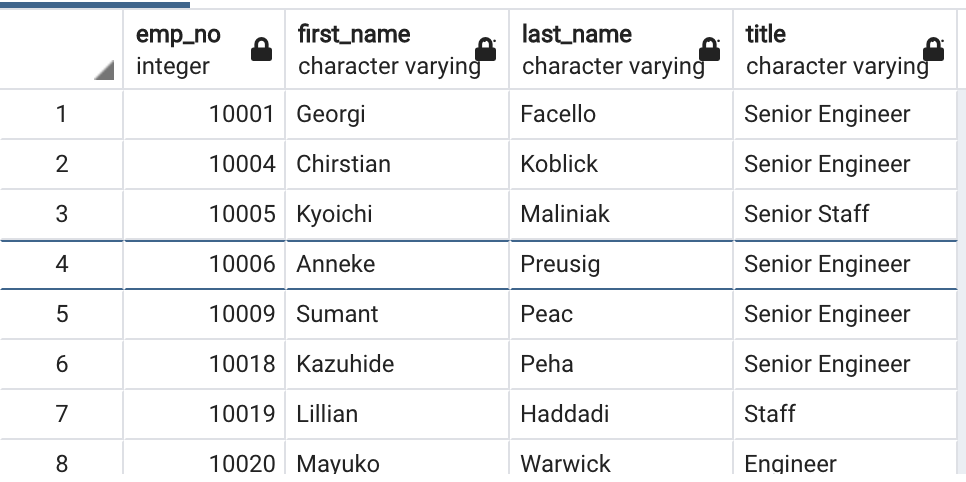 emp_no first_name last_name title
integer character varying character varying character varying
1 10001 Georgi Facello Senior Engineer
2 10004 Chirstian Koblick Senior Engineer
3 10005 Kyoichi Maliniak Senior Staff
4 10006 Anneke Preusig Senior Engineer
5 10009 Sumant Peac Senior Engineer
6 10018 Kazuhide Peha Senior Engineer
7 10019 Lillian Haddadi Staff
8 10020 Mayuko Warwick Engineer